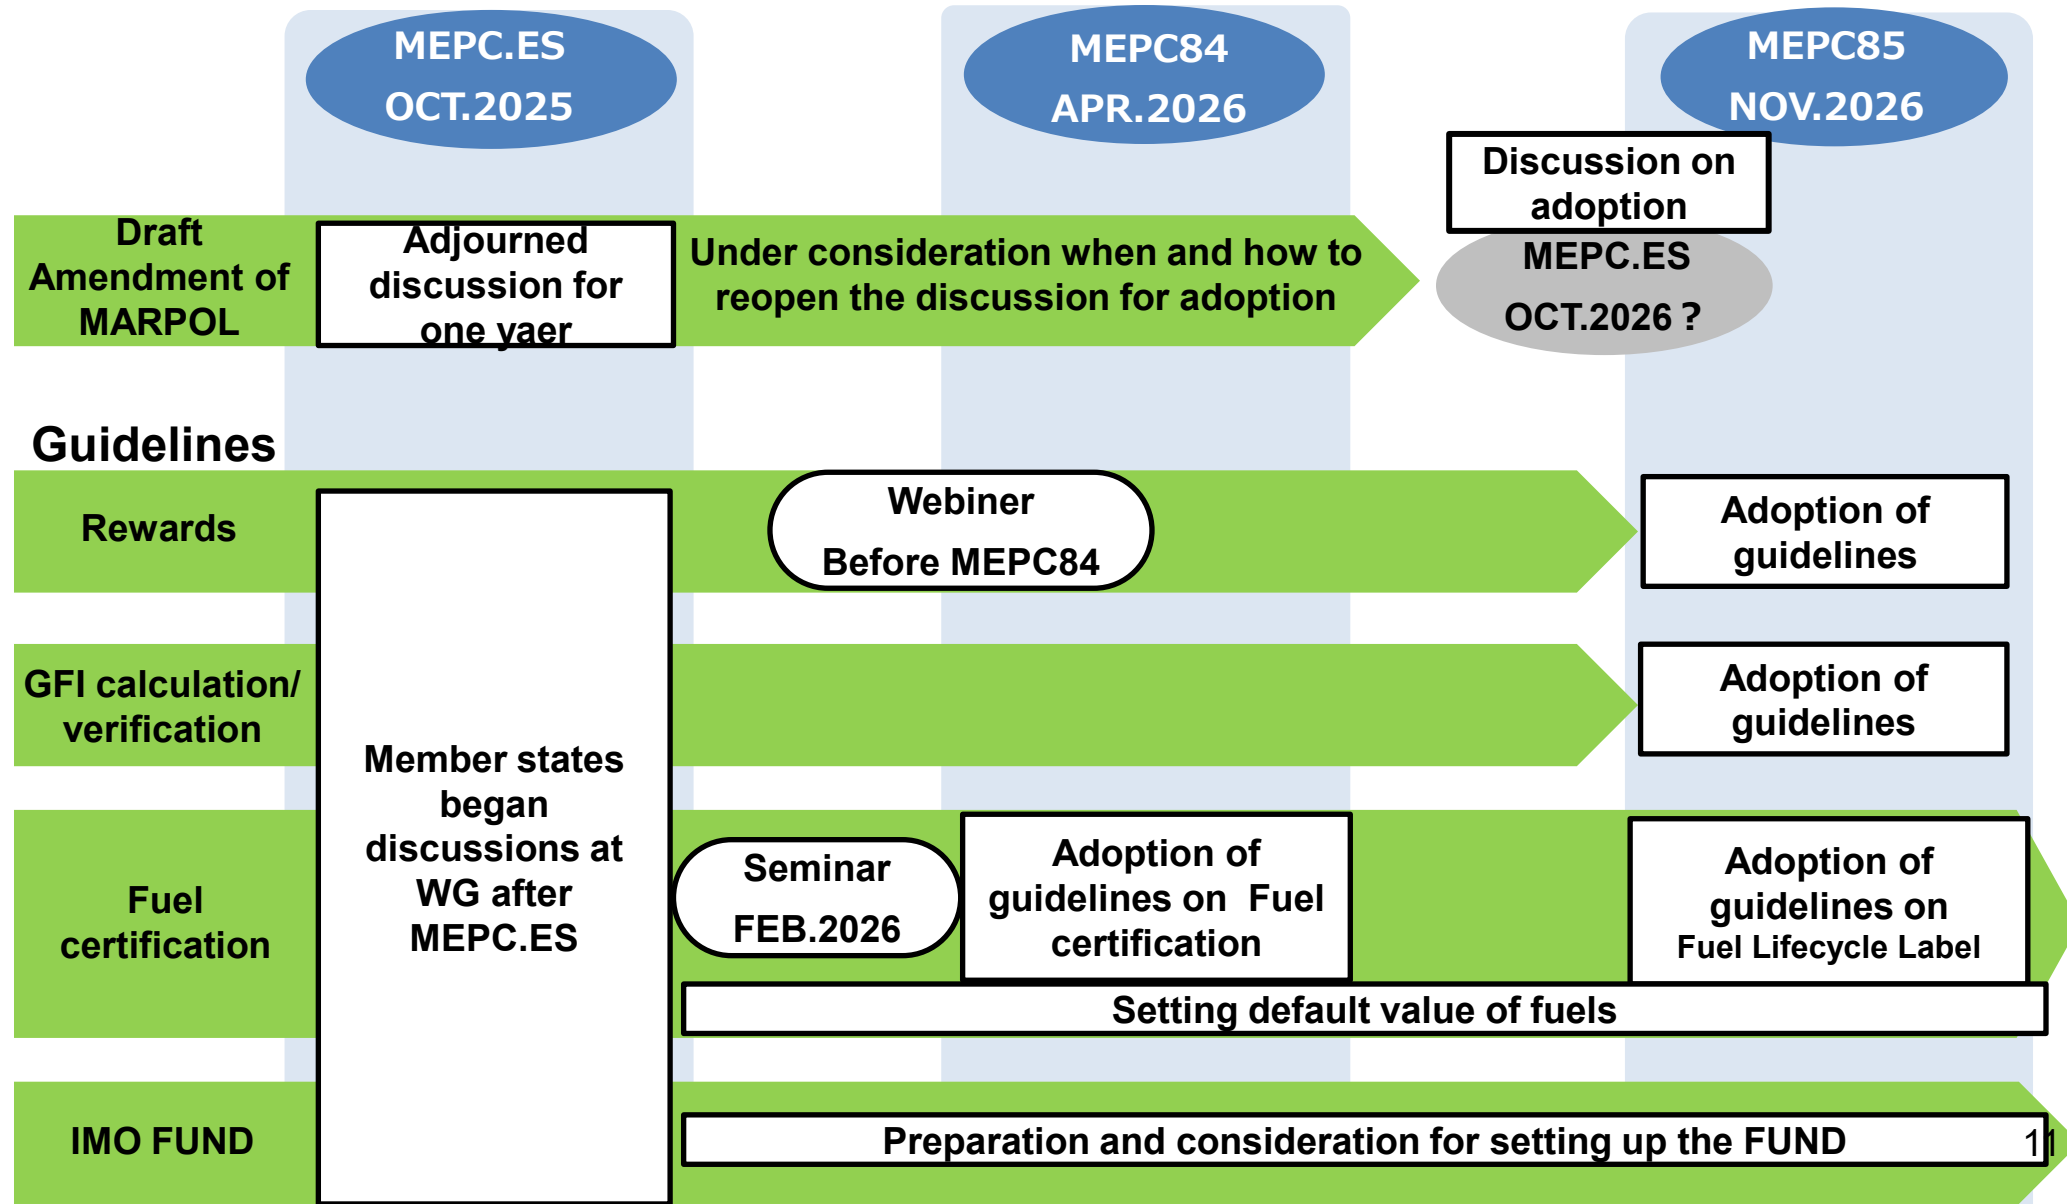 MEPC.ES
OCT.2025
MEPC84
APR.2026
MEPC85
NOV.2026
Discussion on
adoption
MEPC.ES
OCT.2026？
Draft
Amendment of
MARPOL
Adjourned
discussion for
one yaer
Under consideration when and how to
reopen the discussion for adoption
Guidelines
Rewards
Webiner
Before MEPC84
Adoption of
guidelines
GFI calculation/
verification
Adoption of
guidelines
Member states
began
discussions at
WG after
MEPC.ES
Fuel
certification
Seminar
FEB.2026
Adoption of
guidelines on Fuel
certification
Adoption of
guidelines on
Fuel Lifecycle Label
Setting default value of fuels
IMO FUND
Preparation and consideration for setting up the FUND
11